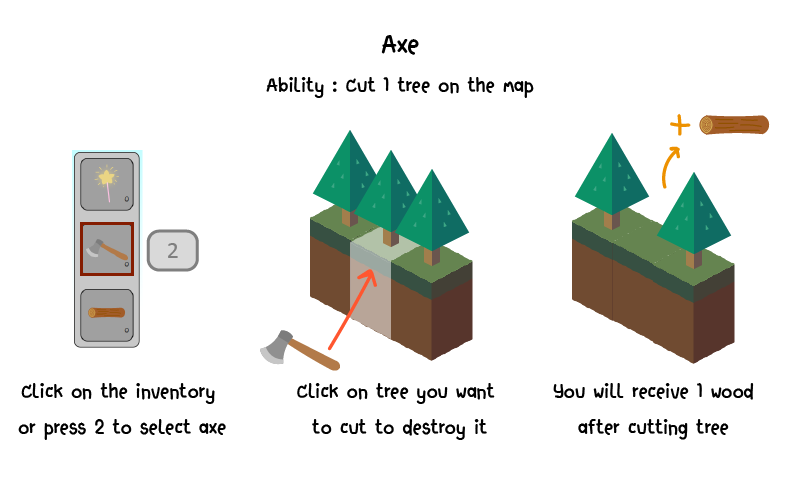 Axe
Ability : Cut 1 tree on the map
2
Click on the inventory
or press 2 to select axe
Click on tree you want
to cut to destroy it
You will receive 1 wood
after cutting tree